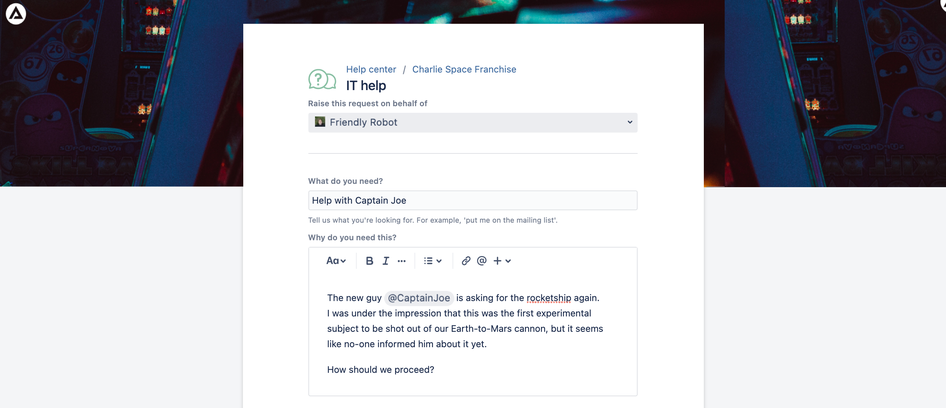 Help center / Charlie Space Franchise
IT help
Raise this request on behalf of
Friendly Robot
What do you need?
Help with Captain Joe
Tell us what you're looking for. For example, 'put me on the mailing list'.
Why do you need this?
Aa B I ... @ +
The new guy @CaptainJoe is asking for the rocketship again.
I was under the impression that this was the first experimental
subject to be shot out of our Earth-to-Mars cannon, but it seems
like no-one informed him about it yet.
How should we proceed?